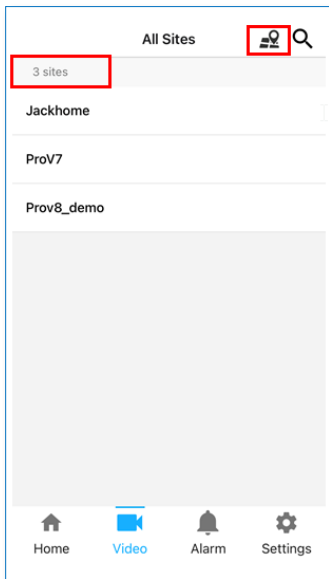 All Sites
3 sites
Jackhome
ProV7
Prov8_demo
Home Video Alarm Settings